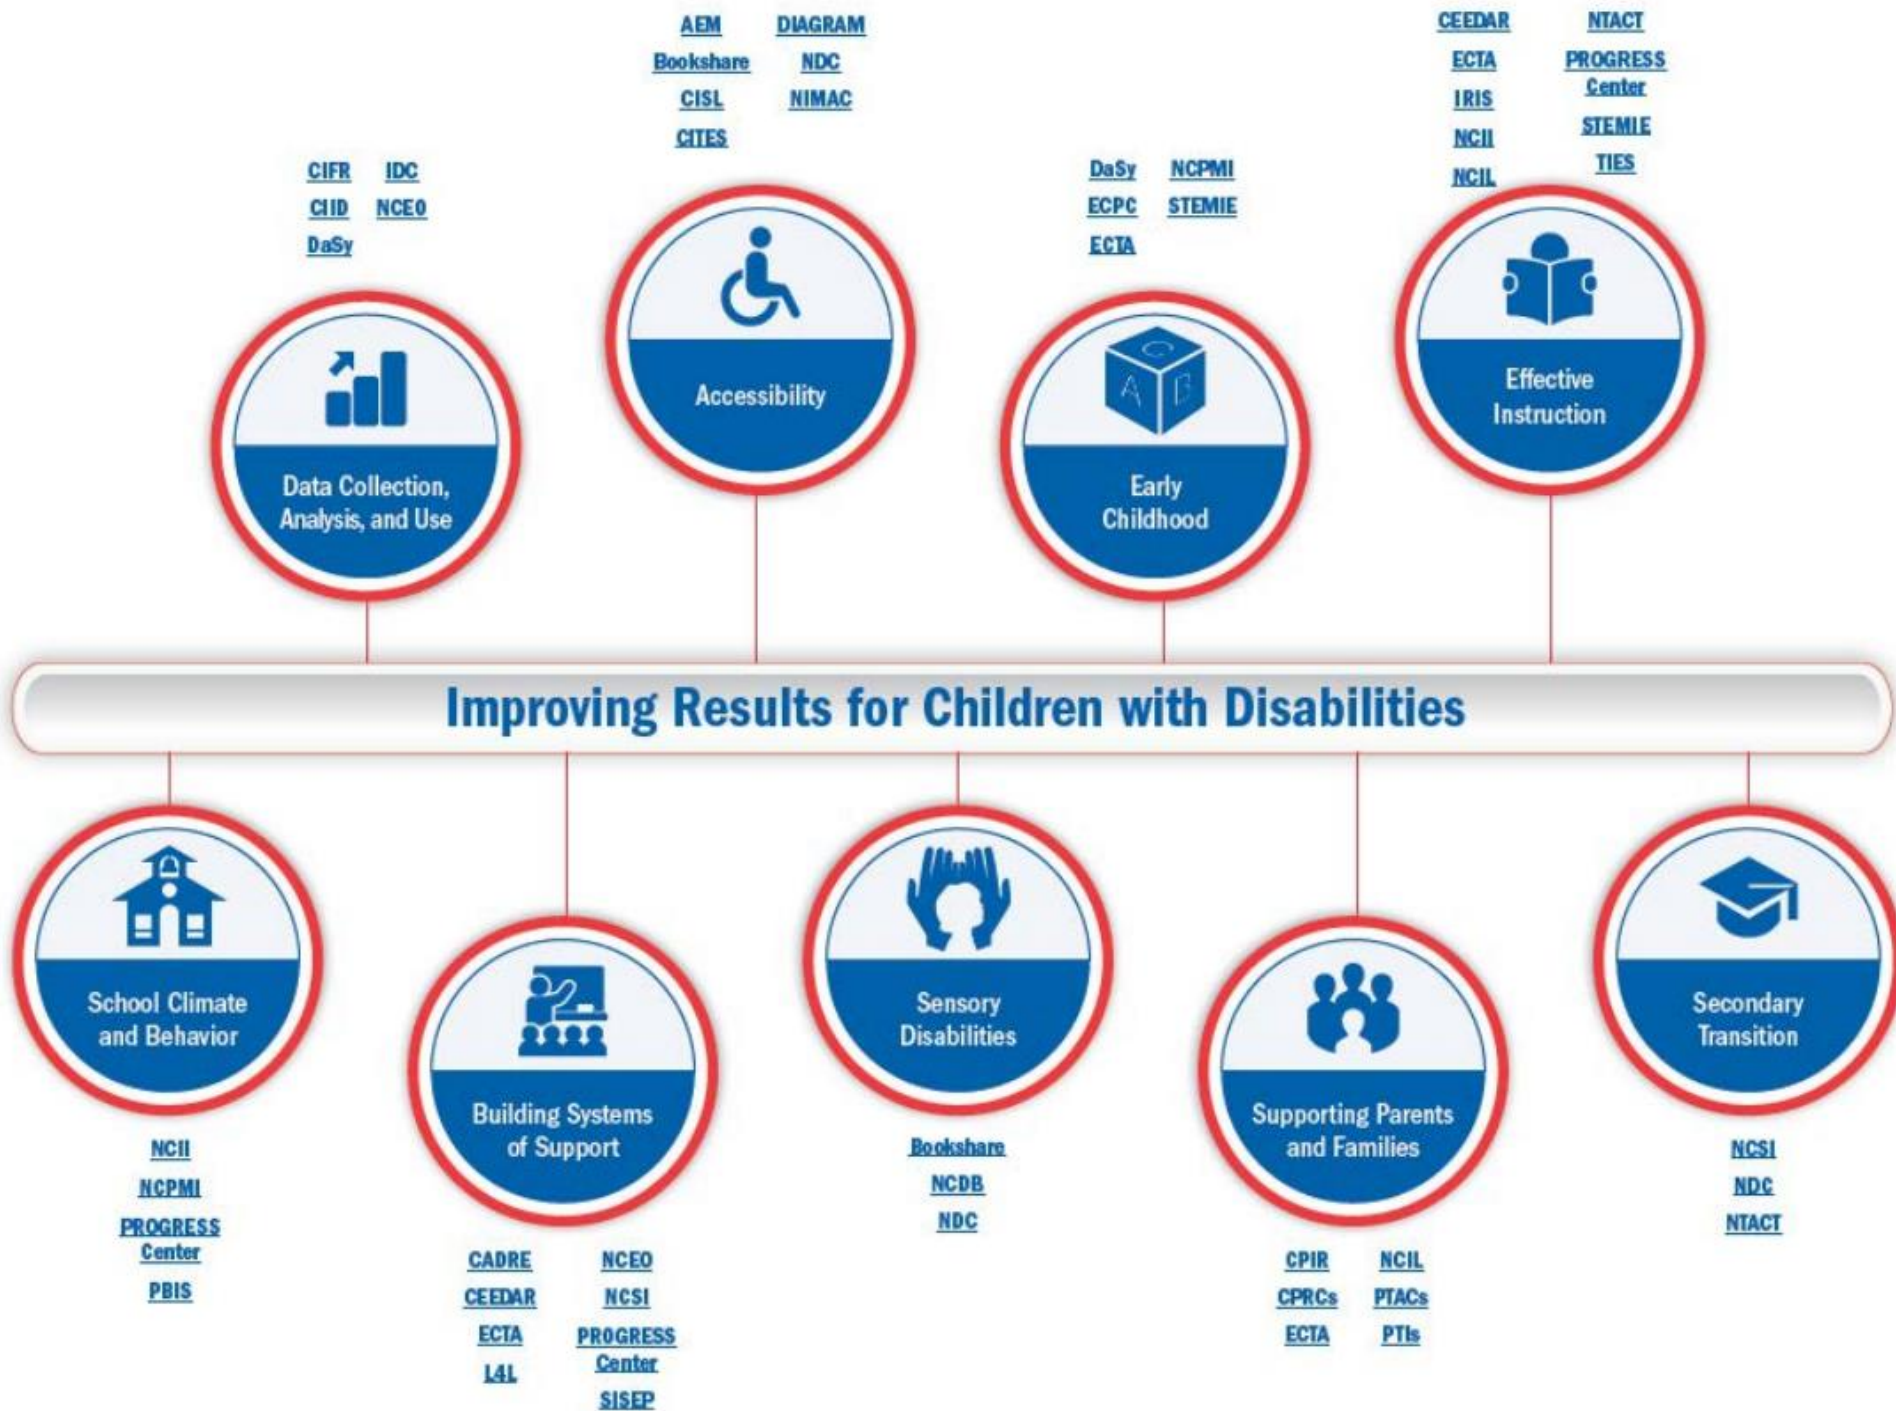 AEM DIAGRAM
Bookshare NDC
CISL NIMAC
CITES
CEEDAR NTACT
ECTA PROGRESS
Center
IRIS
NCII STEMIE
NCIL TIES
CIFR IDC
CIID NCEO
DaSy
DaSy NCPMI
ECPC STEMIE
ECTA
A
B
C
Data Collection,
Analysis, and Use
Accessibility
Early
Childhood
Effective
Instruction
Improving Results for Children with Disabilities
School Climate
and Behavior
Building Systems
of Support
Sensory
Disabilities
Supporting Parents
and Families
Secondary
Transition
NCII
NCPMI
PROGRESS
Center
PBIS
CADRE NCEO
CEEDAR NCSI
ECTA PROGRESS
Center
L4L
SISEP
Bookshare
NCDB
NDC
CPIR NCIL
CPRCs PTACs
ECTA PTIs
NCSI
NDC
NTACT